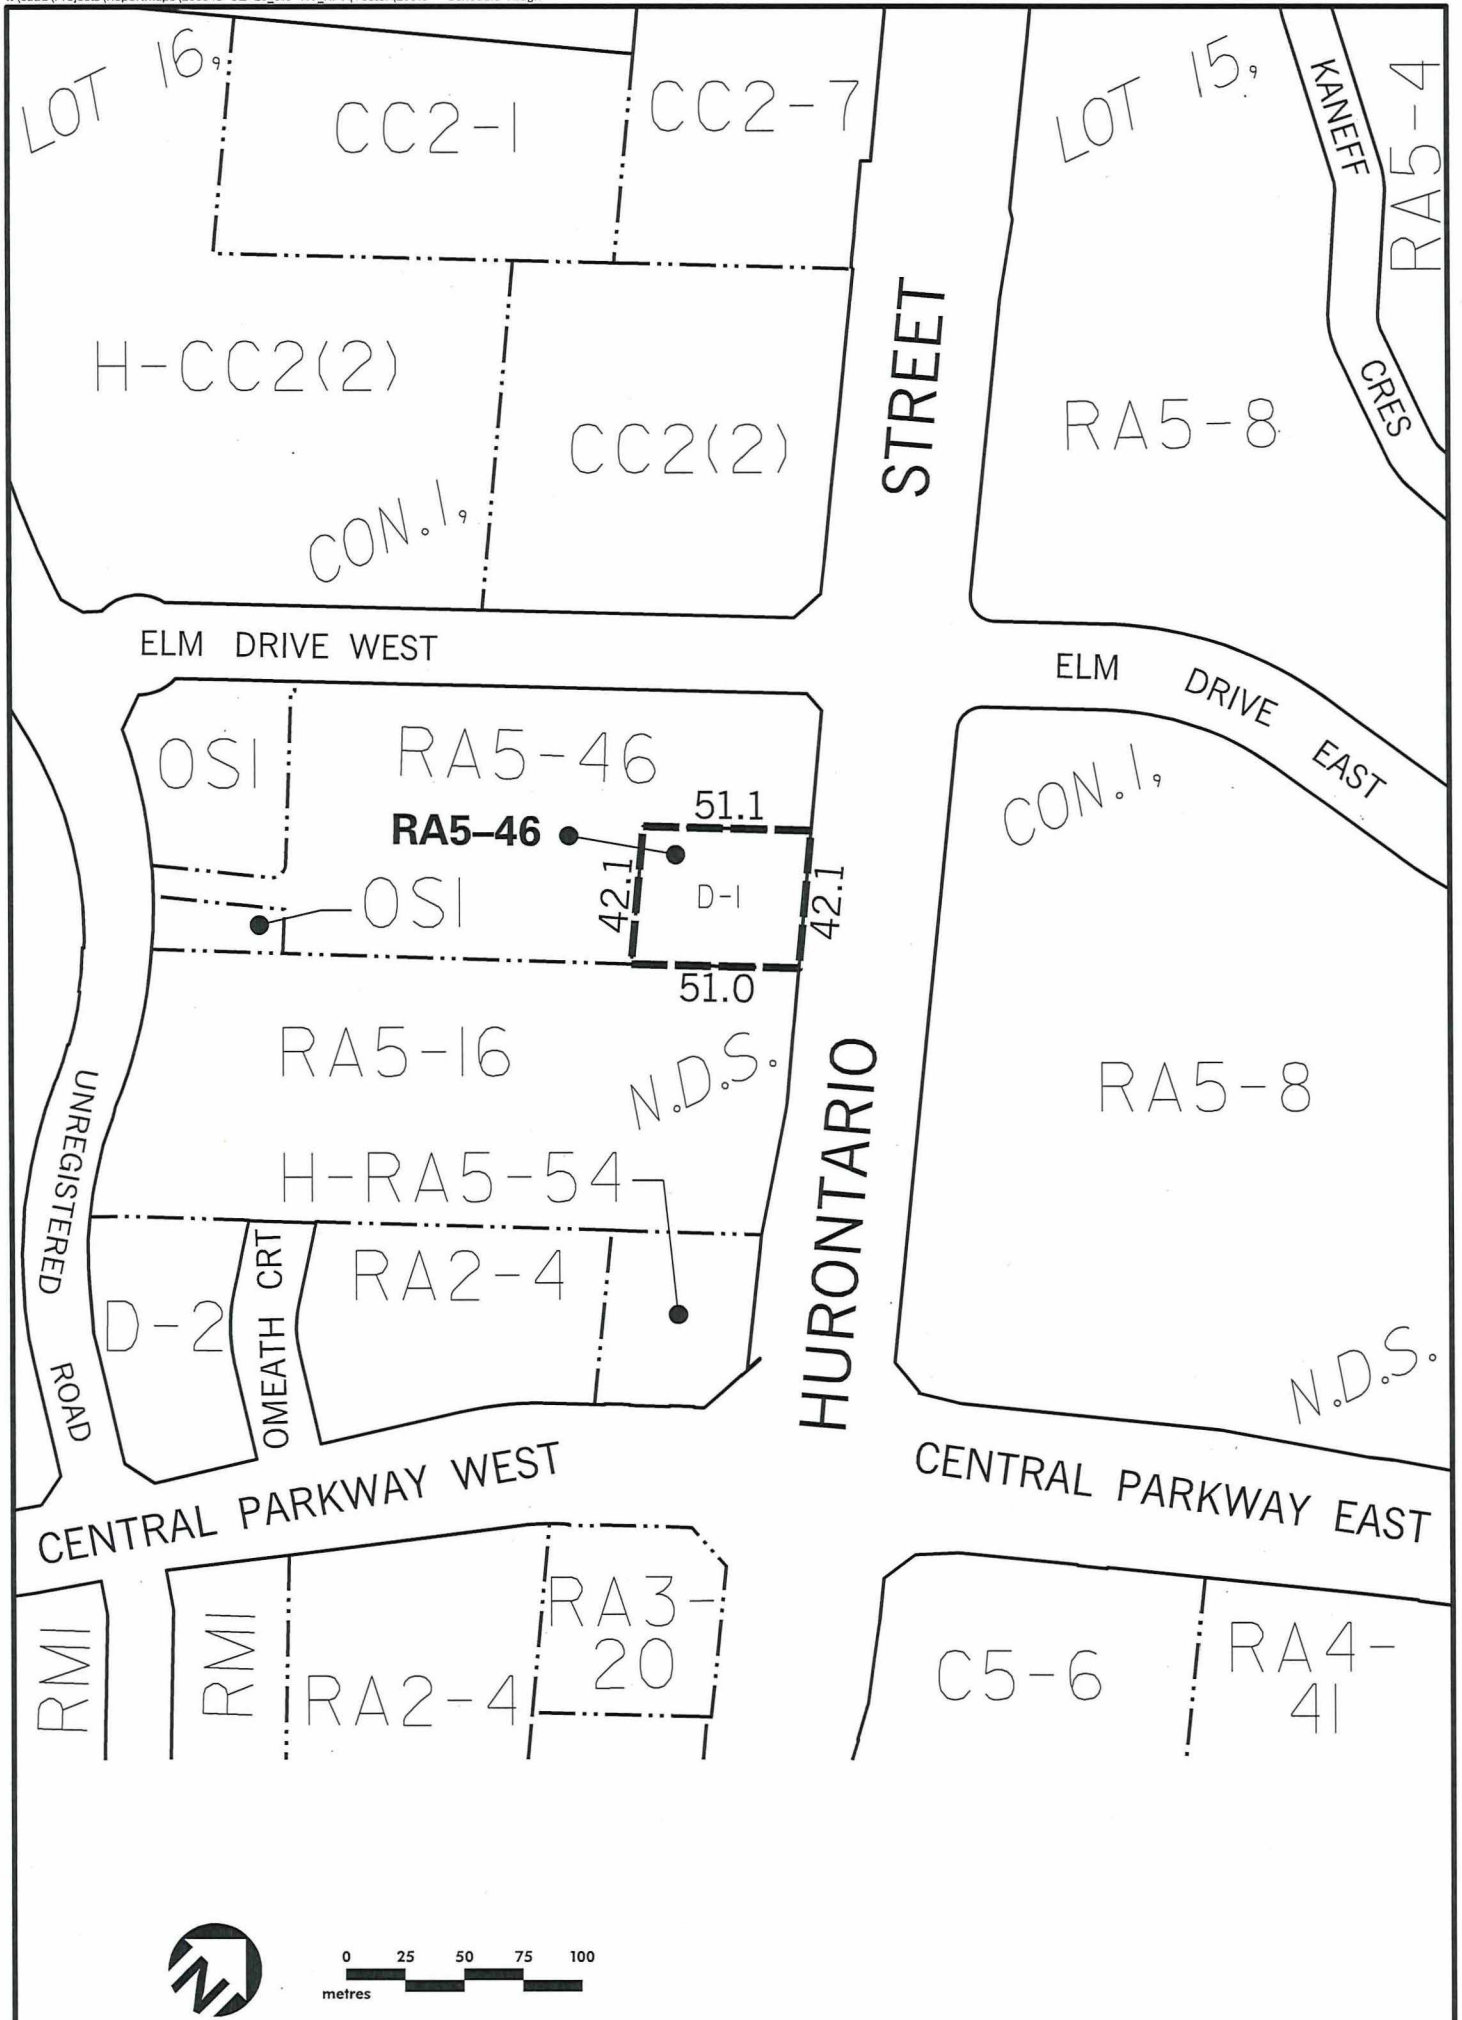 LOT 16,
CC2-1
CC2-7
LOT 15,
KANEFF
CRES
RA5-4
H-CC2(2)
CC2(2)
CON.1,
STREET
RA5-8
ELM DRIVE WEST
ELM DRIVE EAST
OS1
RA5-46
51.1
RA5-46
42.1
D-1
42.1
OS1
51.0
CON.1,
RA5-16
N.D.S.
HURONTARIO
RA5-8
UNREGISTERED
ROAD
H-RA5-54
RA2-4
D-2
OMEATH CRT
N.D.S.
CENTRAL PARKWAY WEST
CENTRAL PARKWAY EAST
RM1
RM1
RA2-4
RA3-
20
C5-6
RA4-
41
N
0 25 50 75 100
metres